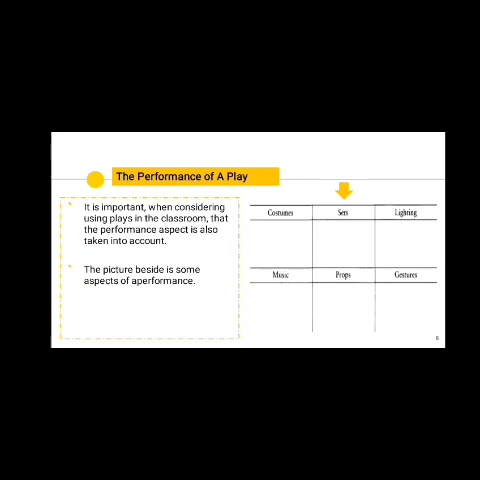 The Performance of A Play
It is important, when considering
using plays in the classroom, that
the performance aspect is also
taken into account.
The picture beside is some
aspects of aperformance.
Costumes Sets Lighting
Music Props Gestures
8